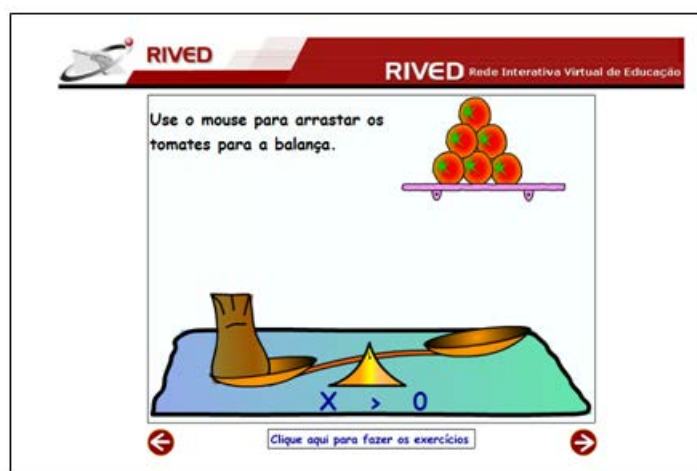 RIVED
RIVED Rede Interativa Virtual de Educação
Use o mouse para arrastar os
tomates para a balança.
X > 0
Clique aqui para fazer os exercícios